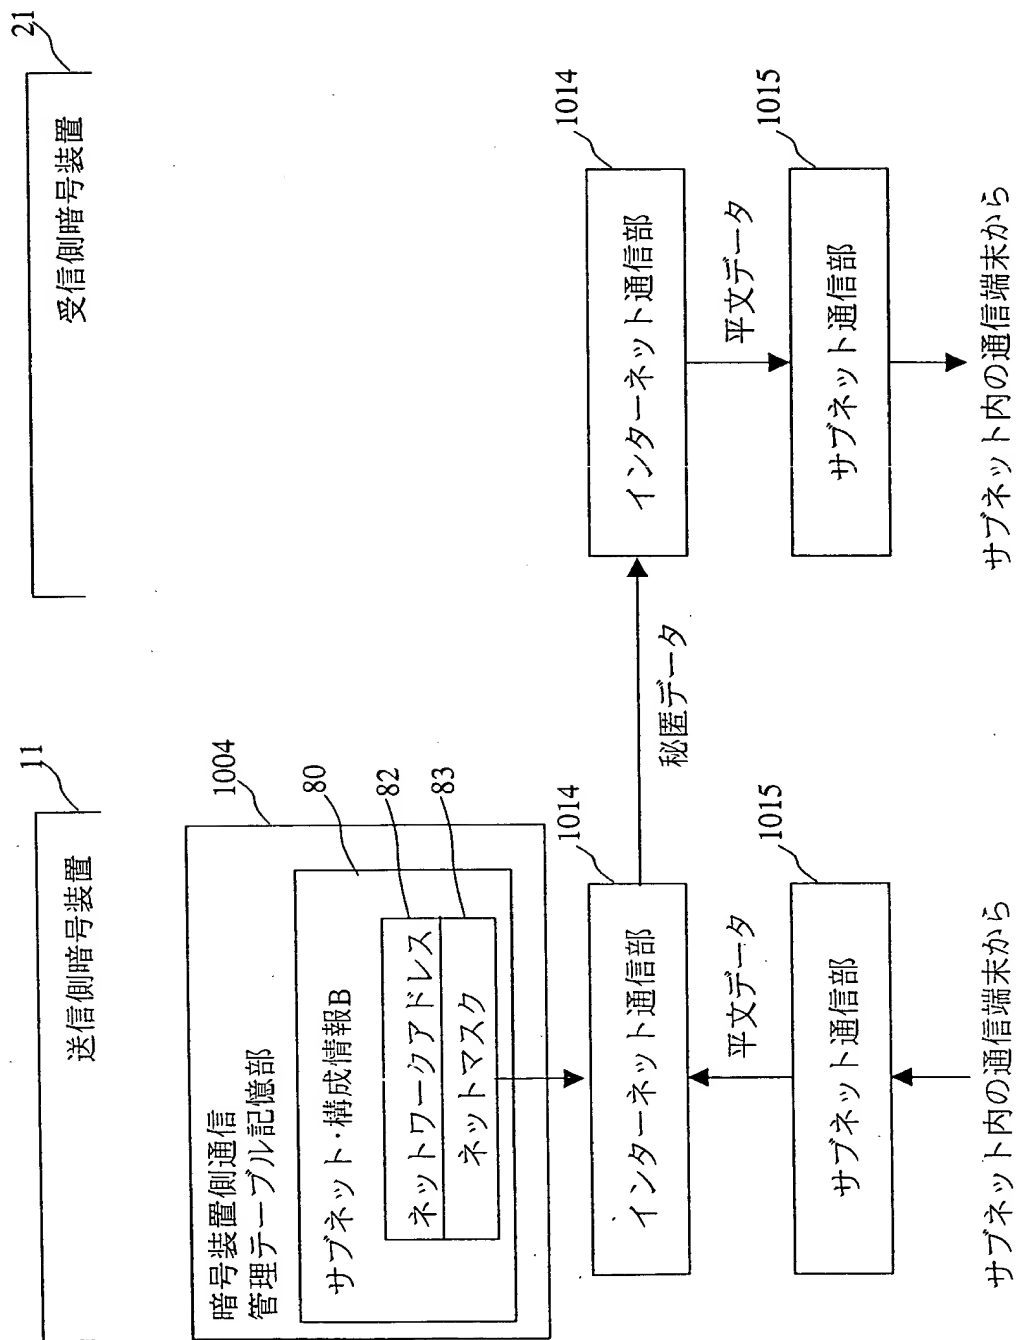 送信側暗号装置
11
暗号装置側通信
管理テーブル記憶部
1004
サブネット・構成情報B
80
ネットワークアドレス
82
ネットマスク
83
インターネット通信部
1014
平文データ
サブネット通信部
1015
サブネット内の通信端末から
秘匿データ
受信側暗号装置
21
インターネット通信部
1014
平文データ
サブネット通信部
1015
サブネット内の通信端末から